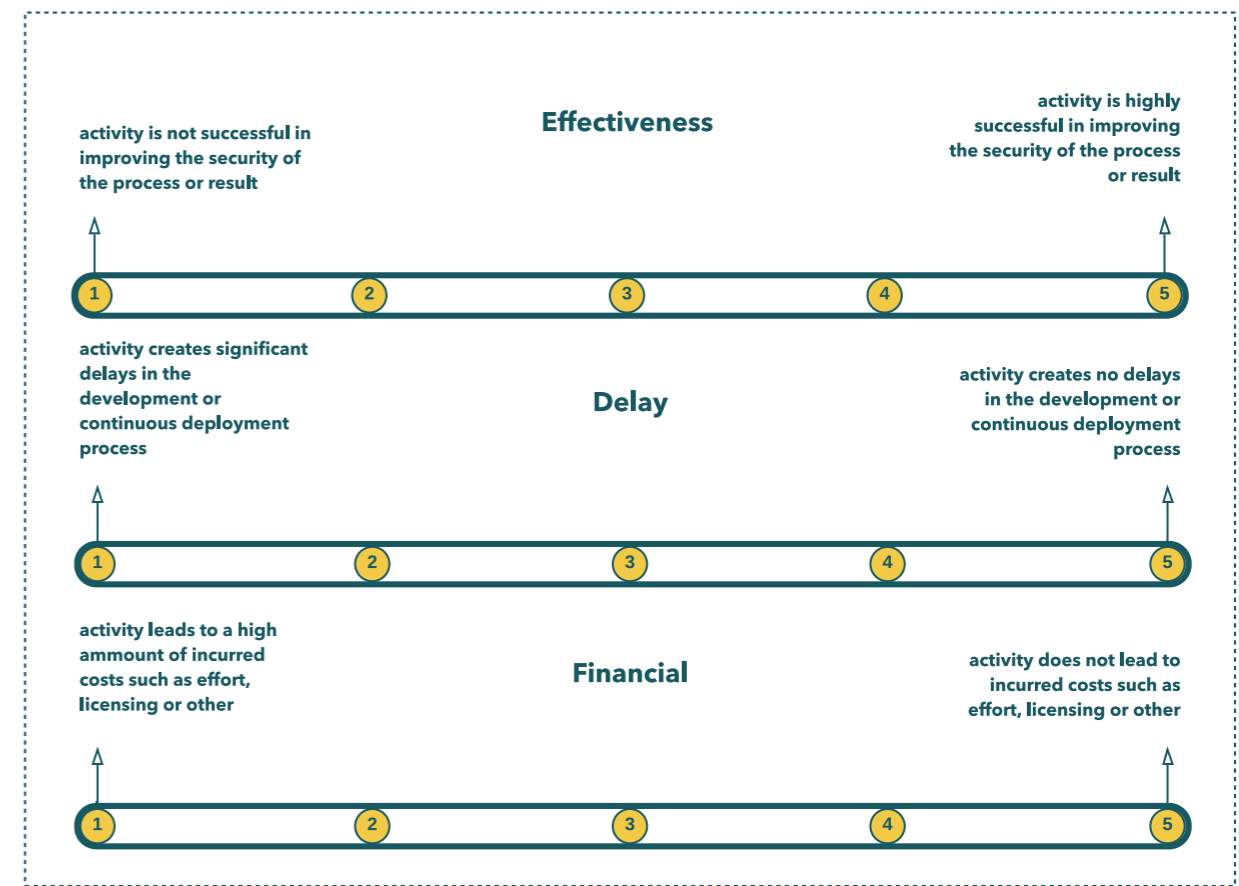 Effectiveness
activity is not successful in
improving the security of
the process or result
activity is highly
successful in improving
the security of the process
or result
1 2 3 4 5
Delay
activity creates significant
delays in the
development or
continuous deployment
process
activity creates no delays
in the development or
continuous deployment
process
1 2 3 4 5
Financial
activity leads to a high
ammount of incurred
costs such as effort,
licensing or other
activity does not lead to
incurred costs such as
effort, licensing or other
1 2 3 4 5